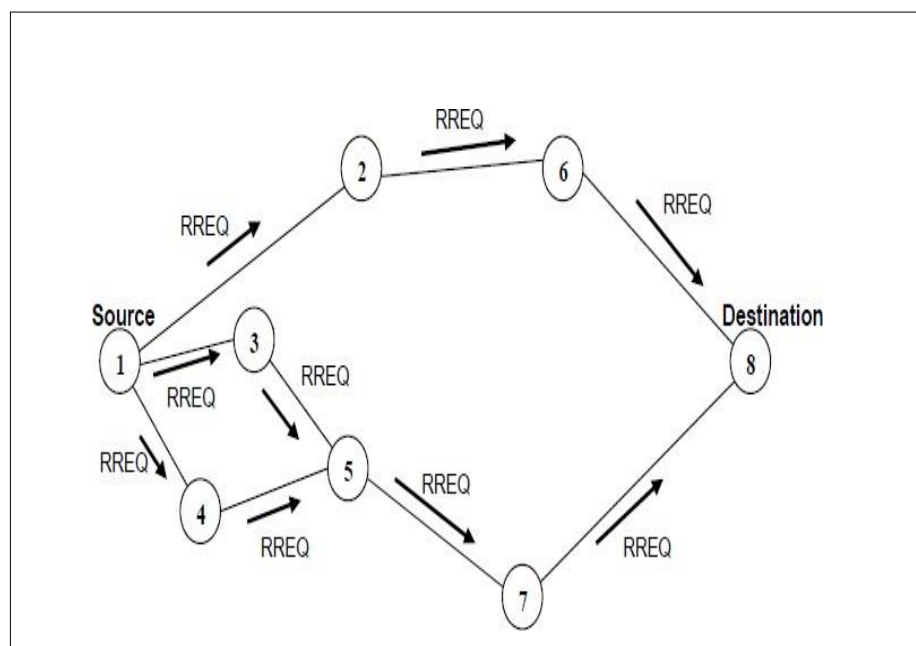 RREQ
2
6
RREQ
RREQ
Source
Destination
1
3
8
RREQ
RREQ
RREQ
5
RREQ
4
RREQ
RREQ
7